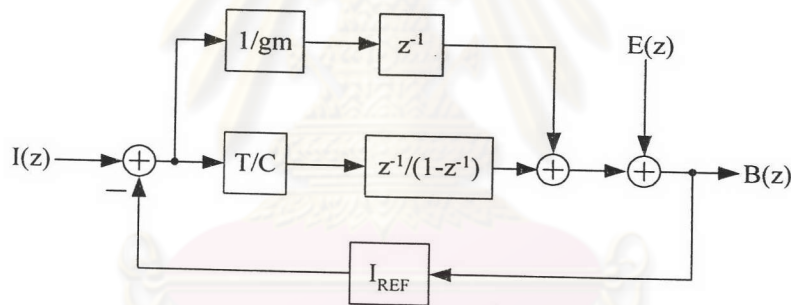 1/gm
z⁻¹
E(z)
I(z)
+
T/C
z⁻¹/(1-z⁻¹)
+
+
B(z)
−
I_REF